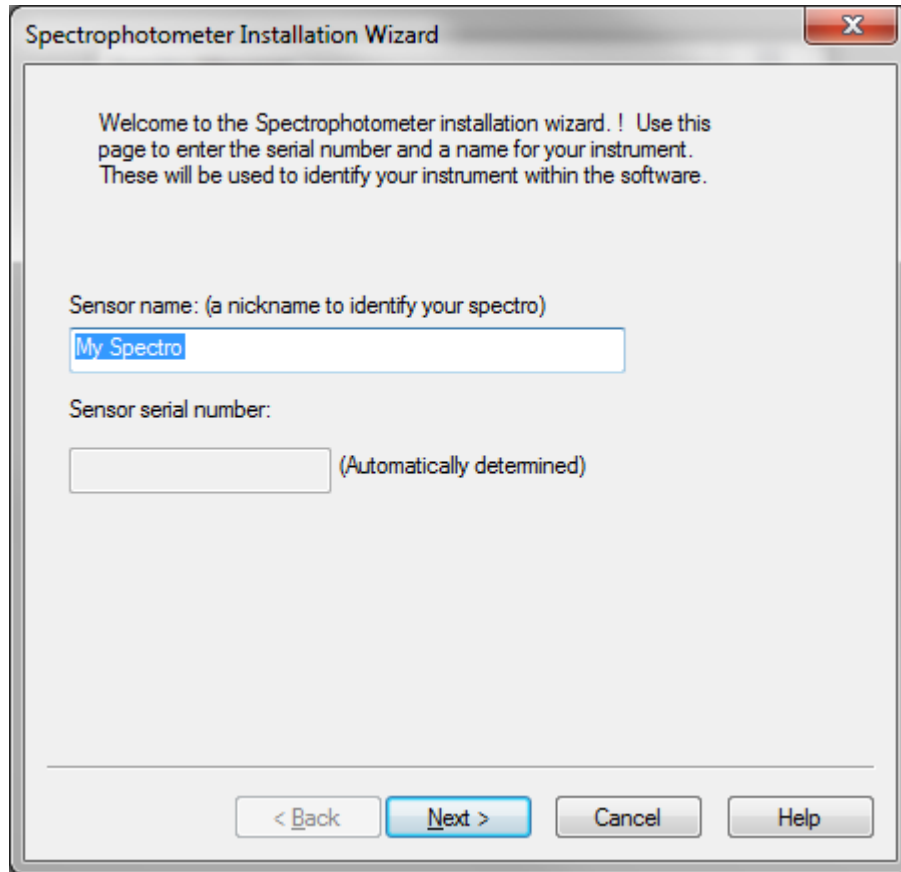 Spectrophotometer Installation Wizard
Welcome to the Spectrophotometer installation wizard. ! Use this
page to enter the serial number and a name for your instrument.
These will be used to identify your instrument within the software.
Sensor name: (a nickname to identify your spectro)
My Spectro
Sensor serial number:
(Automatically determined)
< Back Next > Cancel Help